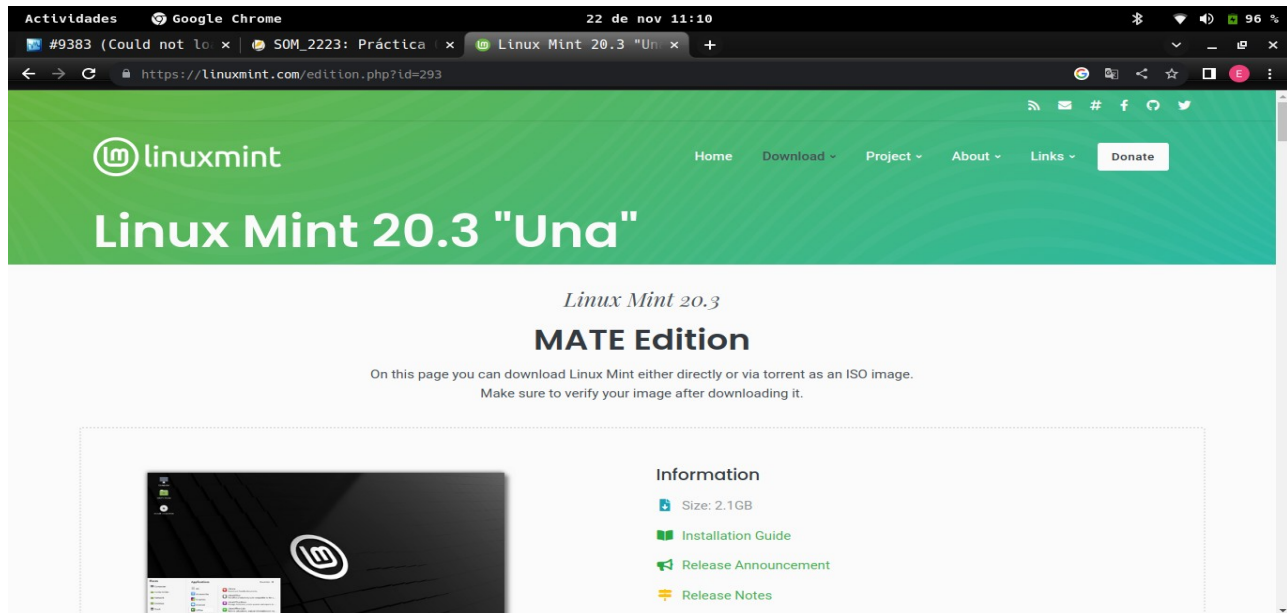 Actividades Google Chrome 22 de nov 11:10 96 %
#9383 (Could not lo SOM_2223: Práctica Linux Mint 20.3 "Un
https://linuxmint.com/edition.php?id=293
linuxmint Home Download Project About Links Donate
Linux Mint 20.3 "Una"
Linux Mint 20.3
MATE Edition
On this page you can download Linux Mint either directly or via torrent as an ISO image.
Make sure to verify your image after downloading it.
Information
Size: 2.1GB
Installation Guide
Release Announcement
Release Notes